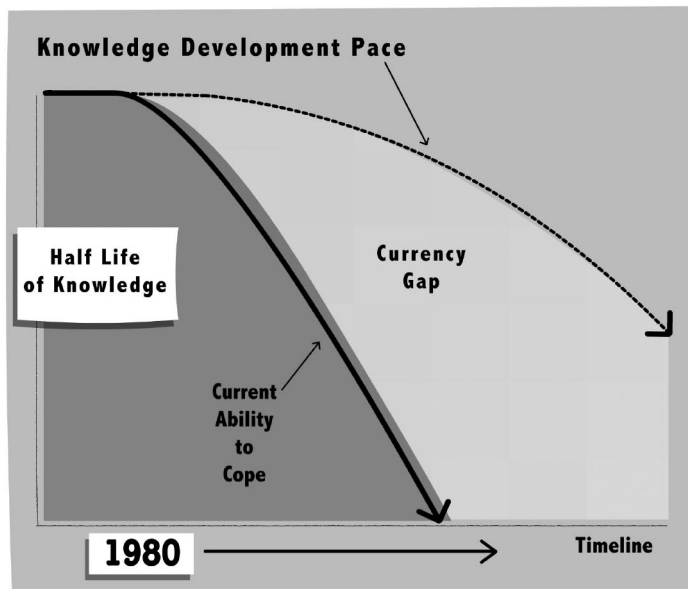 Knowledge Development Pace
Half Life
of Knowledge
Currency
Gap
Current
Ability
to
Cope
1980
Timeline